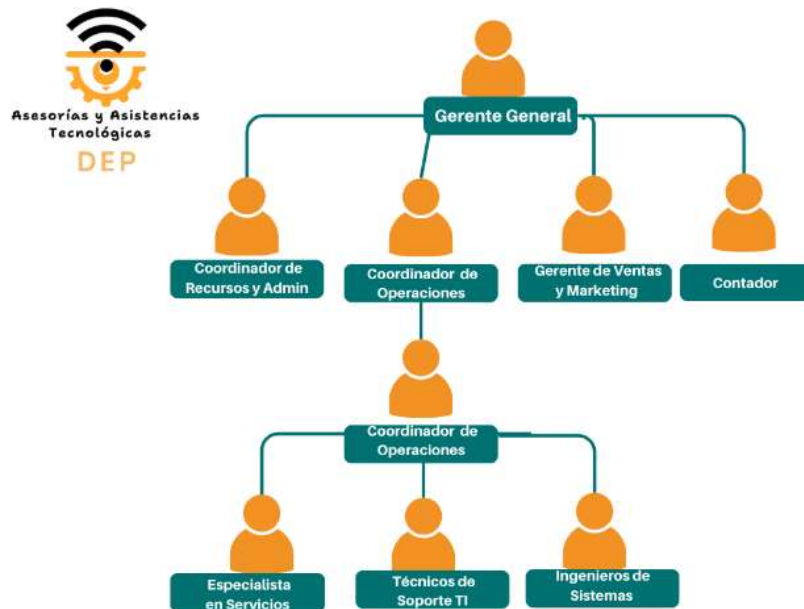 Asesorías y Asistencias
Tecnológicas
DEP
Gerente General
Coordinador de
Recursos y Admin
Coordinador de
Operaciones
Gerente de Ventas
y Marketing
Contador
Coordinador de
Operaciones
Especialista
en Servicios
Técnicos de
Soporte TI
Ingenieros de
Sistemas